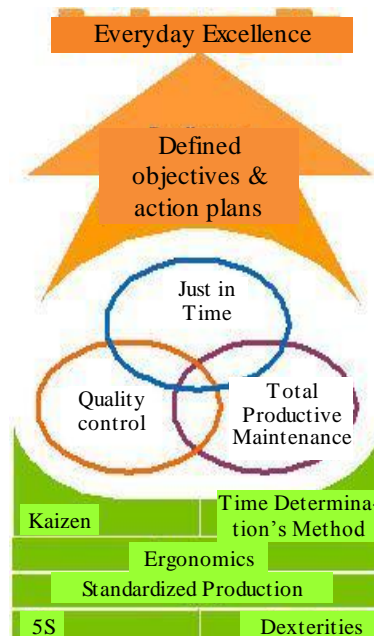 Everyday Excellence
Defined
objectives &
action plans
Just in
Time
Quality
control
Total
Productive
Maintenance
Kaizen
Time Determina-
tion's Method
Ergonomics
Standardized Production
5S
Dexterities